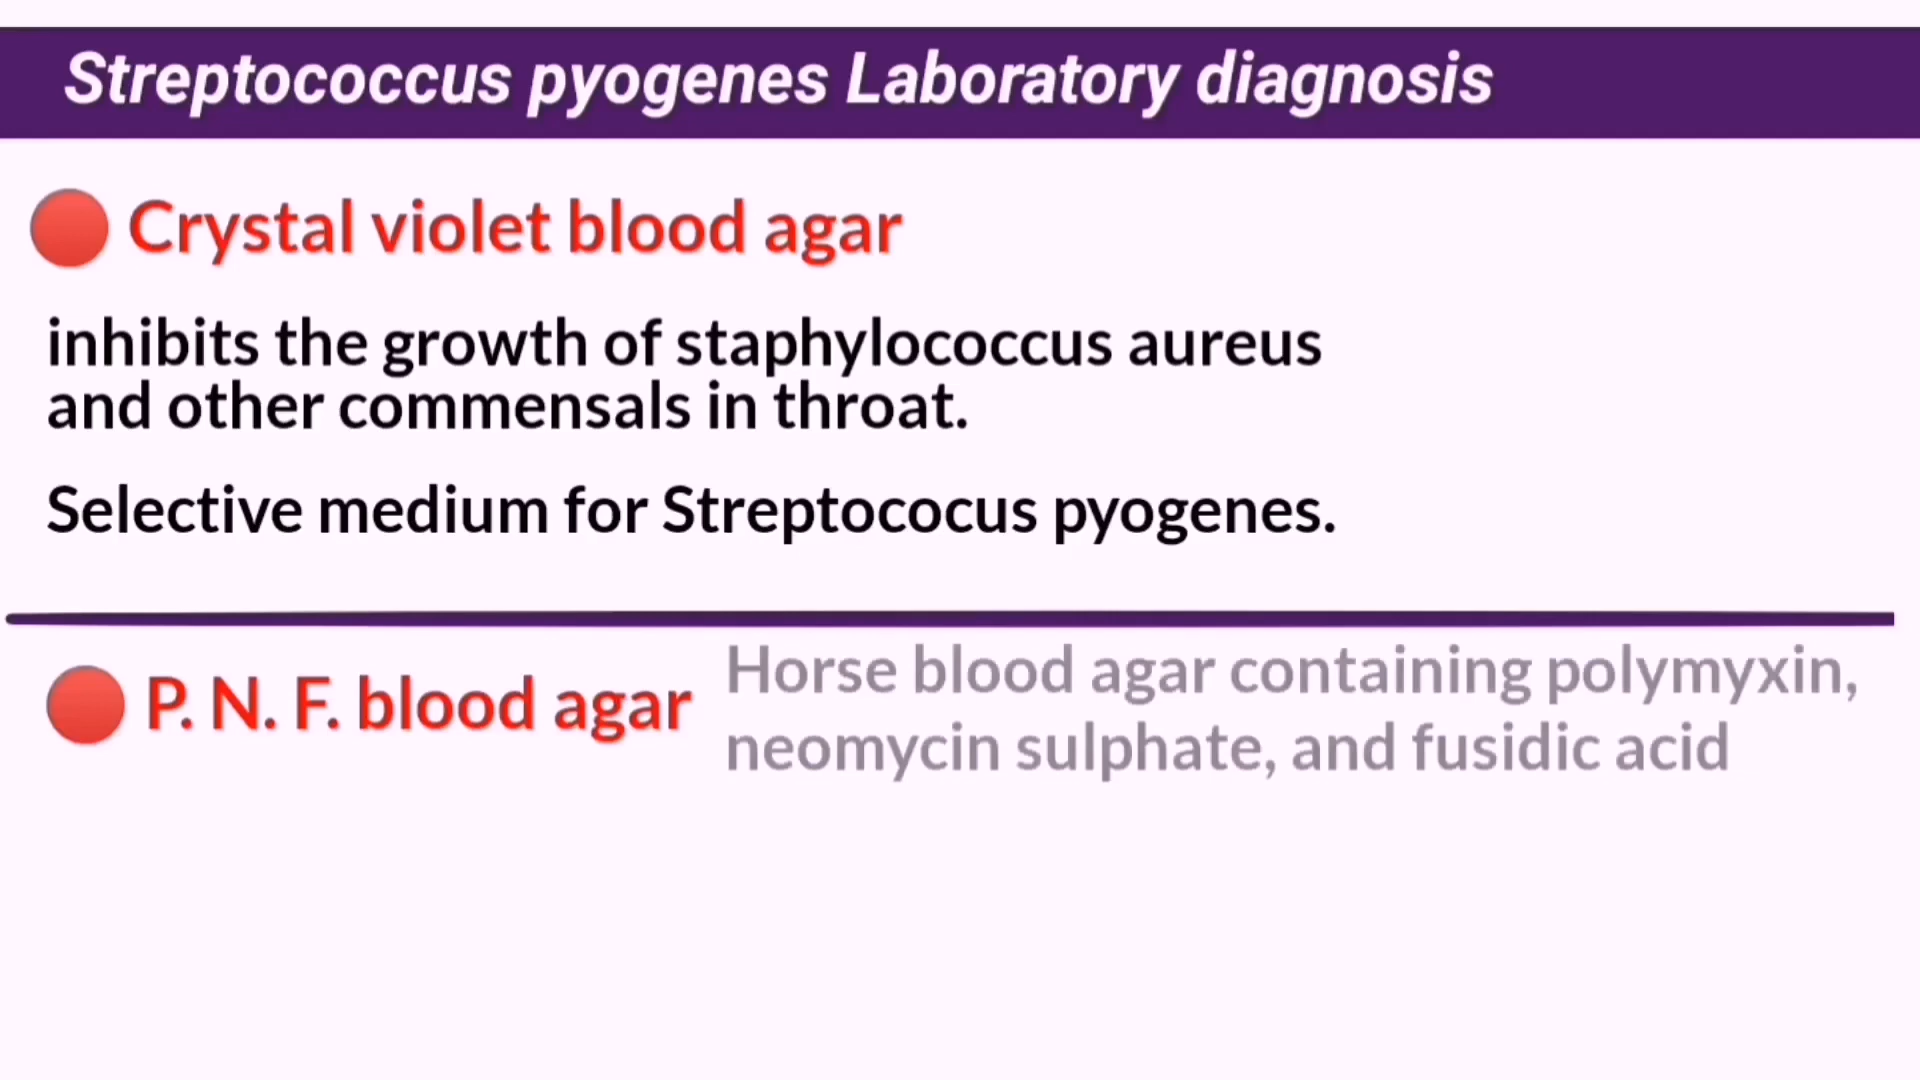 Streptococcus pyogenes Laboratory diagnosis
Crystal violet blood agar
inhibits the growth of staphylococcus aureus
and other commensals in throat.
Selective medium for Streptococus pyogenes.
P. N. F. blood agar
Horse blood agar containing polymyxin,
neomycin sulphate, and fusidic acid